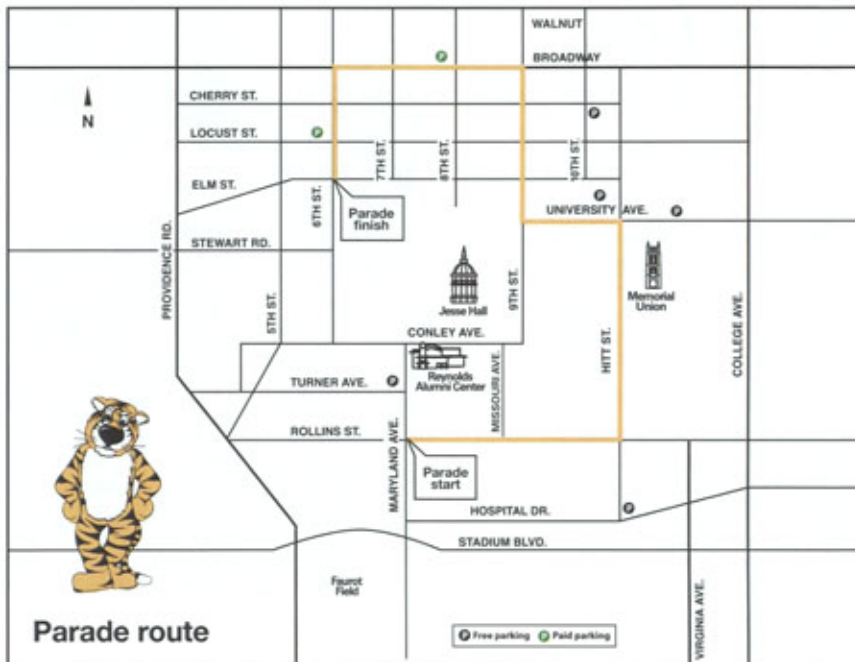 WALNUT
BROADWAY
CHERRY ST.
N
LOCUST ST.
7TH ST.
8TH ST.
10TH ST.
ELM ST.
6TH ST.
Parade
finish
UNIVERSITY AVE.
PROVIDENCE RD.
STEWART RD.
5TH ST.
Jesse Hall
9TH ST.
Memorial
Union
HITT ST.
COLLEGE AVE.
CONLEY AVE.
Reynolds
Alumni Center
MISSOURI AVE.
TURNER AVE.
P
ROLLINS ST.
MARYLAND AVE.
Parade
start
HOSPITAL DR.
STADIUM BLVD.
Faurot
Field
VIRGINIA AVE.
Parade route
P Free parking P Paid parking